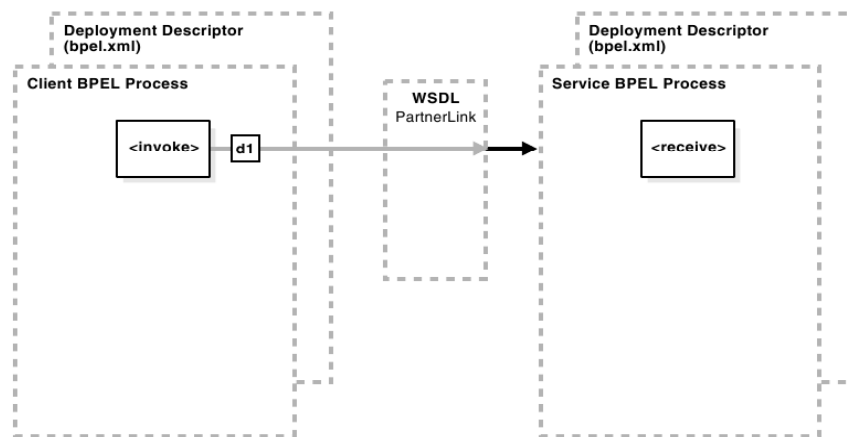 Deployment Descriptor
(bpel.xml)
Client BPEL Process
<invoke>
d1
WSDL
PartnerLink
Deployment Descriptor
(bpel.xml)
Service BPEL Process
<receive>